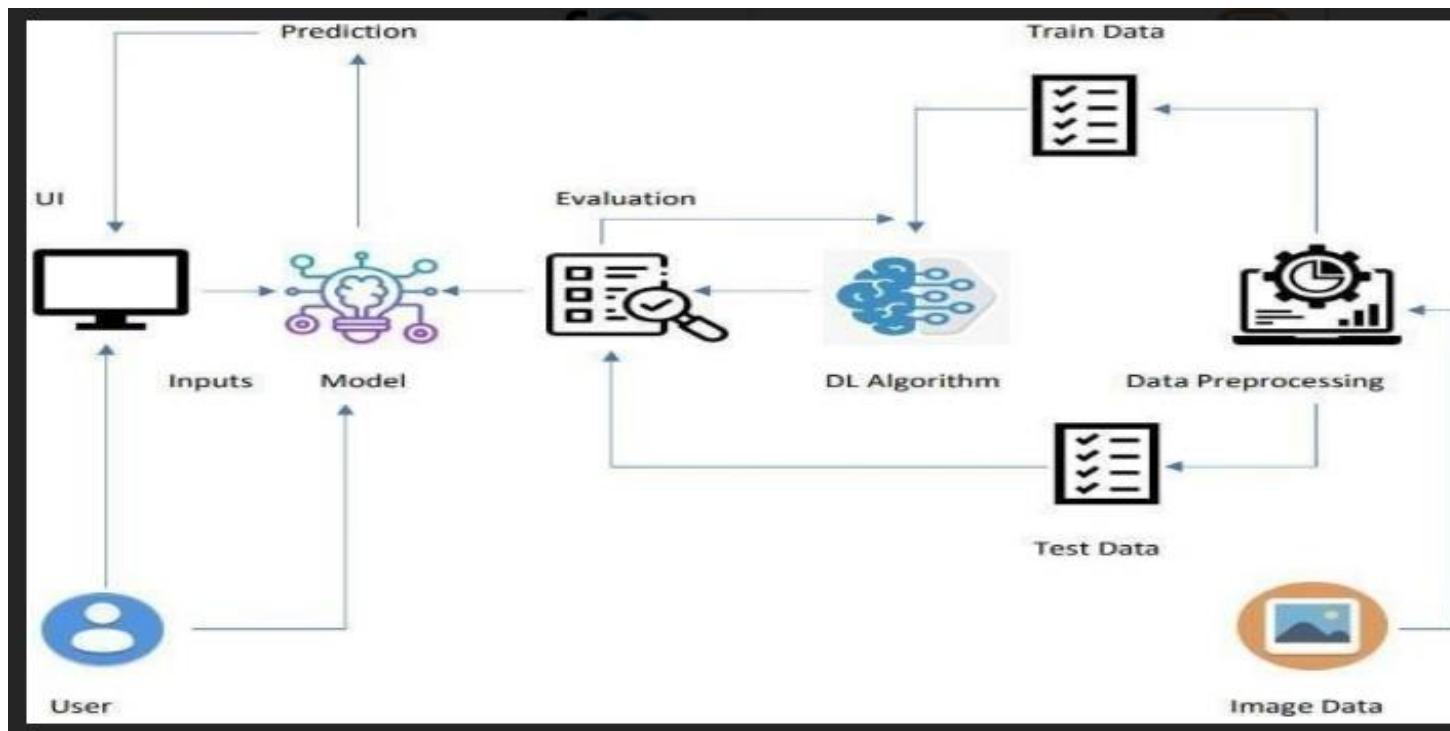 Prediction
Train Data
UI
Evaluation
Inputs
Model
DL Algorithm
Data Preprocessing
Test Data
User
Image Data